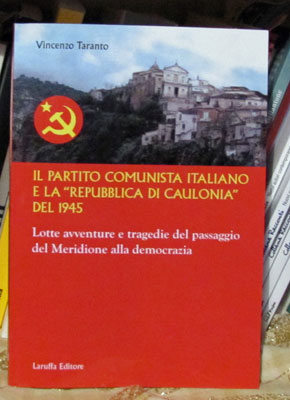 Vincenzo Taranto
IL PARTITO COMUNISTA ITALIANO
E LA "REPUBBLICA DI CAULONIA"
DEL 1945
Lotte avventure e tragedie del passaggio
del Meridione alla democrazia
Laruffa Editore